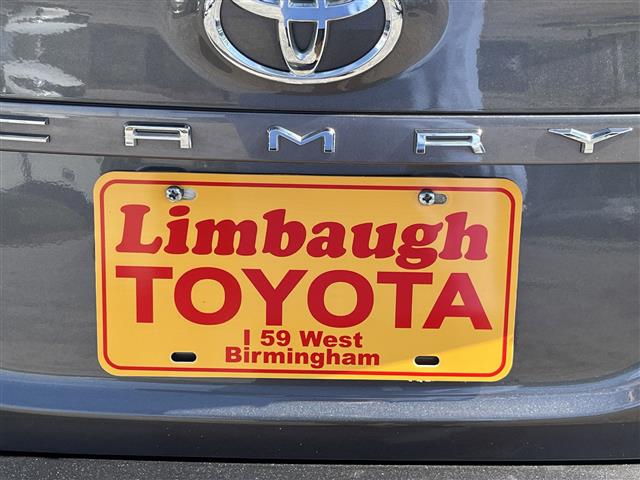 CAMRY
Limbaugh
TOYOTA
I 59 West
Birmingham